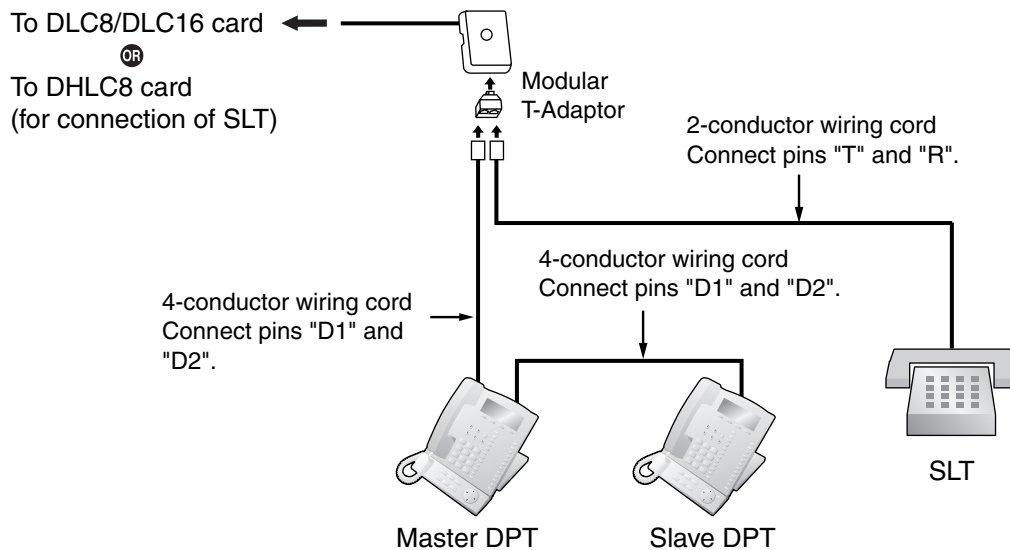 To DLC8/DLC16 card
OR
To DHLC8 card
(for connection of SLT)
Modular
T-Adaptor
2-conductor wiring cord
Connect pins "T" and "R".
4-conductor wiring cord
Connect pins "D1" and "D2".
4-conductor wiring cord
Connect pins "D1" and
"D2".
SLT
Master DPT
Slave DPT